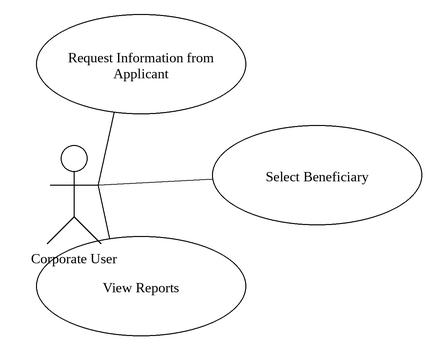 Request Information from
Applicant
Select Beneficiary
Corporate User
View Reports